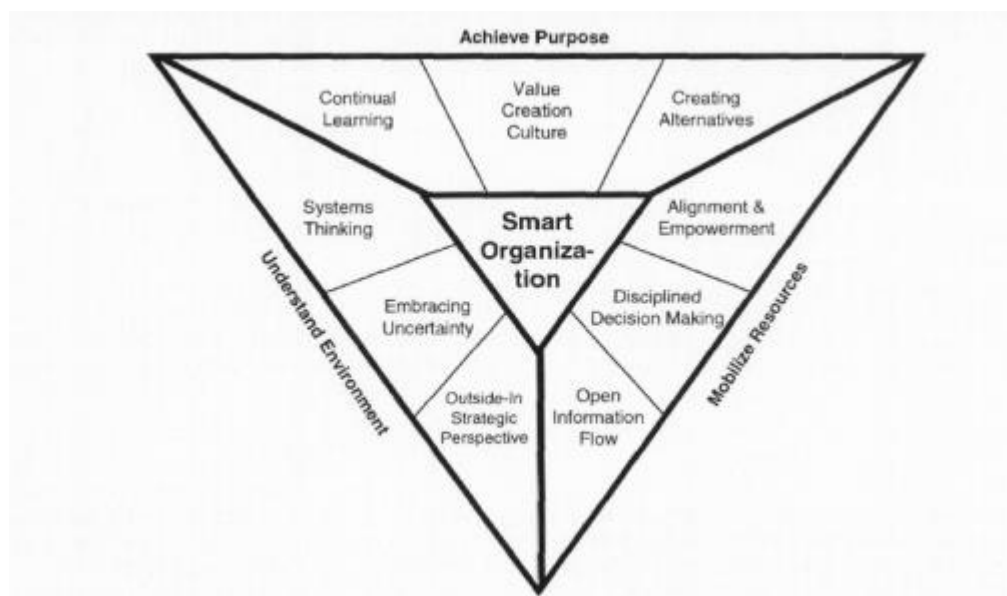 Achieve Purpose
Continual
Learning
Value
Creation
Culture
Creating
Alternatives
Systems
Thinking
Smart
Organiza-
tion
Alignment &
Empowerment
Understand Environment
Embracing
Uncertainty
Disciplined
Decision Making
Mobilize Resources
Outside-In
Strategic
Perspective
Open
Information
Flow